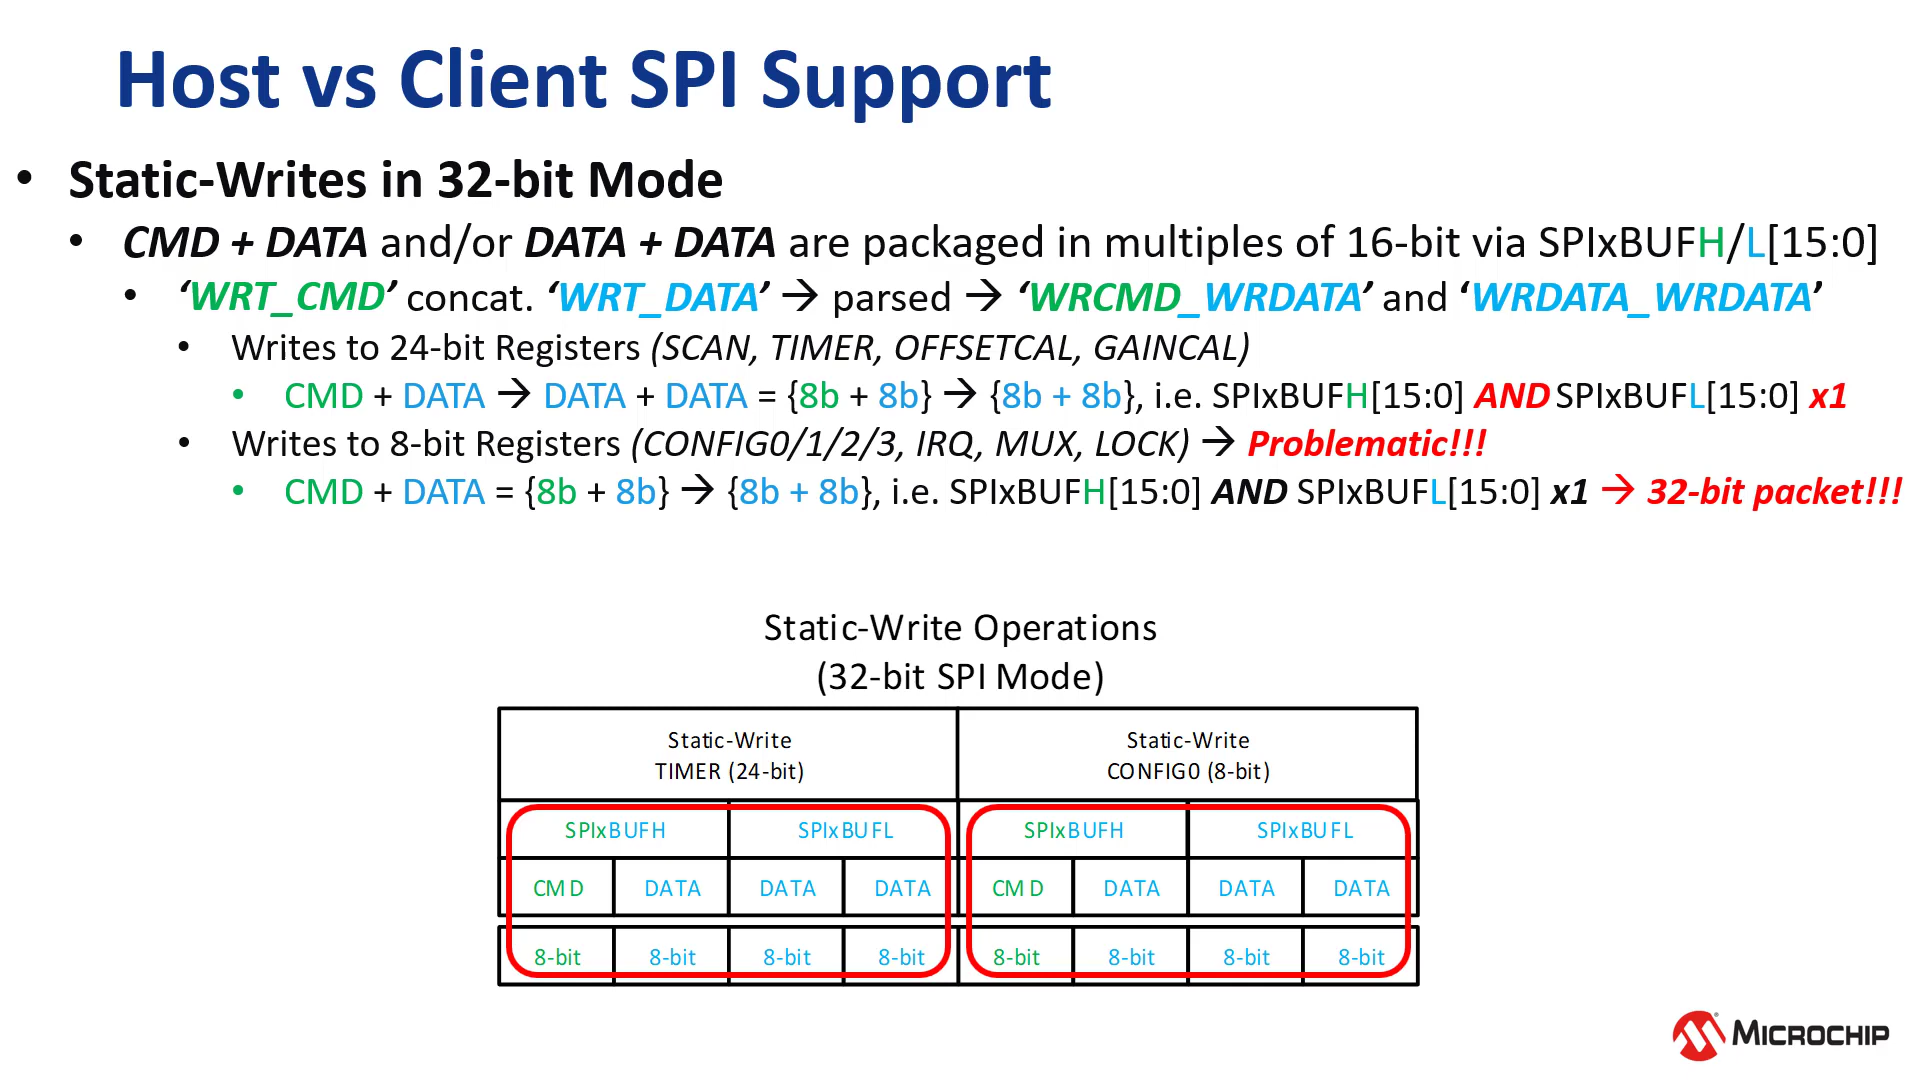 Host vs Client SPI Support
• Static-Writes in 32-bit Mode
• CMD + DATA and/or DATA + DATA are packaged in multiples of 16-bit via SPIxBUFH/L[15:0]
• ‘WRT_CMD’ concat. ‘WRT_DATA’ → parsed → ‘WRCMD_WRDATA’ and ‘WRDATA_WRDATA’
• Writes to 24-bit Registers (SCAN, TIMER, OFFSETCAL, GAINCAL)
• CMD + DATA → DATA + DATA = {8b + 8b} → {8b + 8b}, i.e. SPIxBUFH[15:0] AND SPIxBUFL[15:0] x1
• Writes to 8-bit Registers (CONFIG0/1/2/3, IRQ, MUX, LOCK) → Problematic!!!
• CMD + DATA = {8b + 8b} → {8b + 8b}, i.e. SPIxBUFH[15:0] AND SPIxBUFL[15:0] x1 → 32-bit packet!!!
Static-Write Operations
(32-bit SPI Mode)
Static-Write Static-Write
TIMER (24-bit) CONFIG0 (8-bit)
SPIxBUFH SPIxBUFL SPIxBUFH SPIxBUFL
CMD DATA DATA DATA CMD DATA DATA DATA
8-bit 8-bit 8-bit 8-bit 8-bit 8-bit 8-bit 8-bit
MICROCHIP